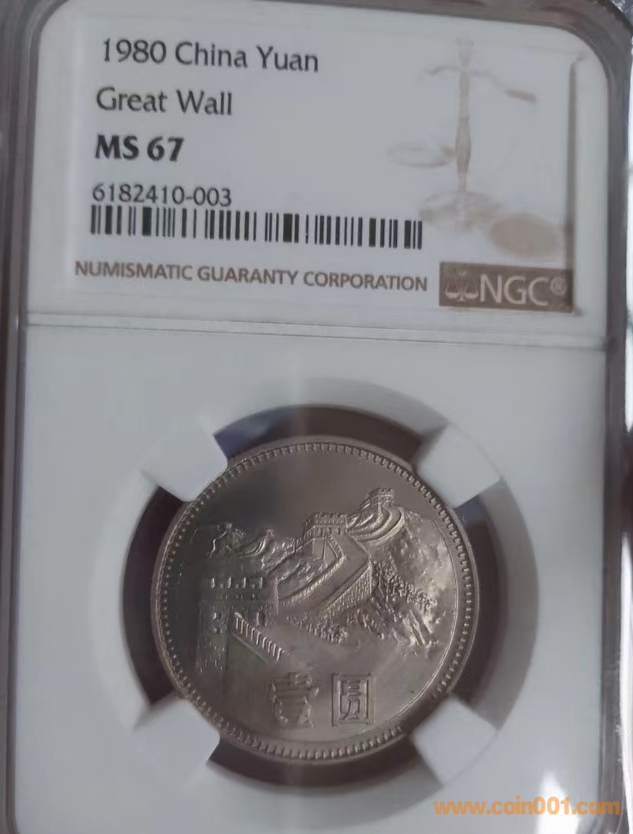 1980 China Yuan
Great Wall
MS 67
6182410-003
NUMISMATIC GUARANTY CORPORATION
NGC®
壹圆
www.coin001.com